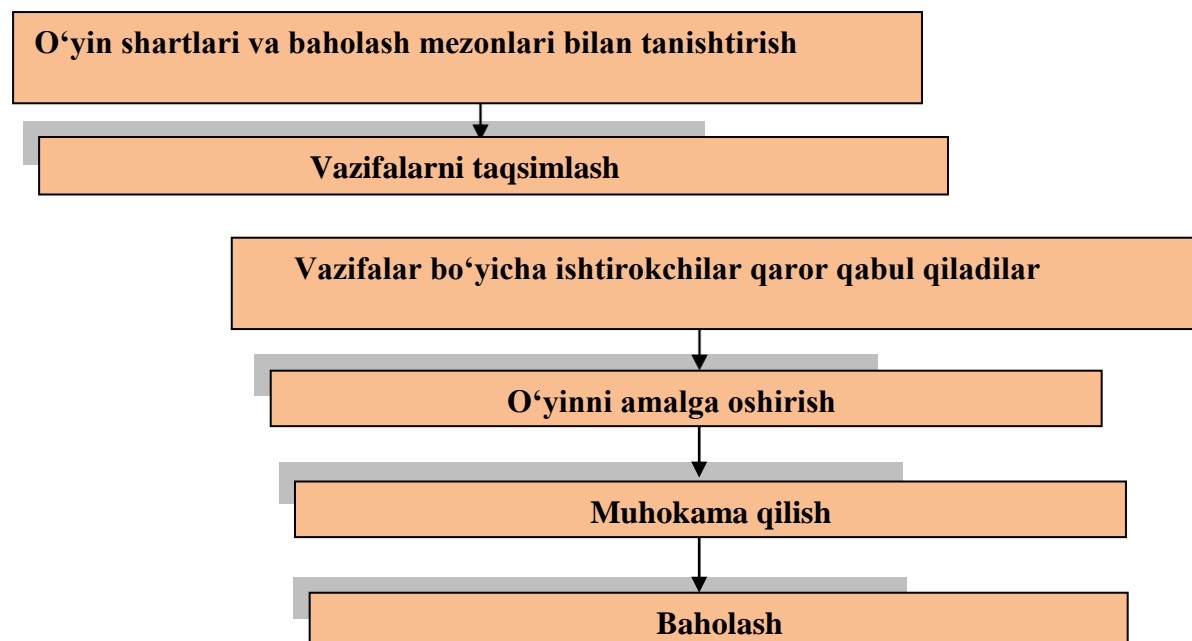 O‘yin shartlari va baholash mezonlari bilan tanishtirish
Vazifalarni taqsimlash
Vazifalar bo‘yicha ishtirokchilar qaror qabul qiladilar
O‘yinni amalga oshirish
Muhokama qilish
Baholash